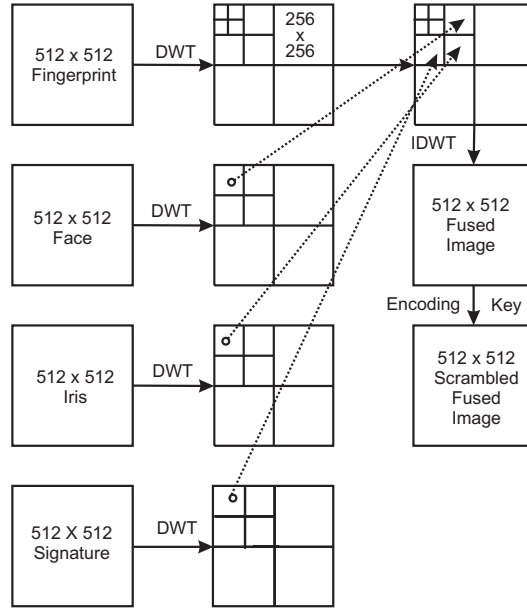 512 x 512
Fingerprint
DWT
256
x
256
IDWT
512 x 512
Face
DWT
512 x 512
Fused
Image
Encoding
Key
512 x 512
Iris
DWT
512 x 512
Scrambled
Fused
Image
512 X 512
Signature
DWT